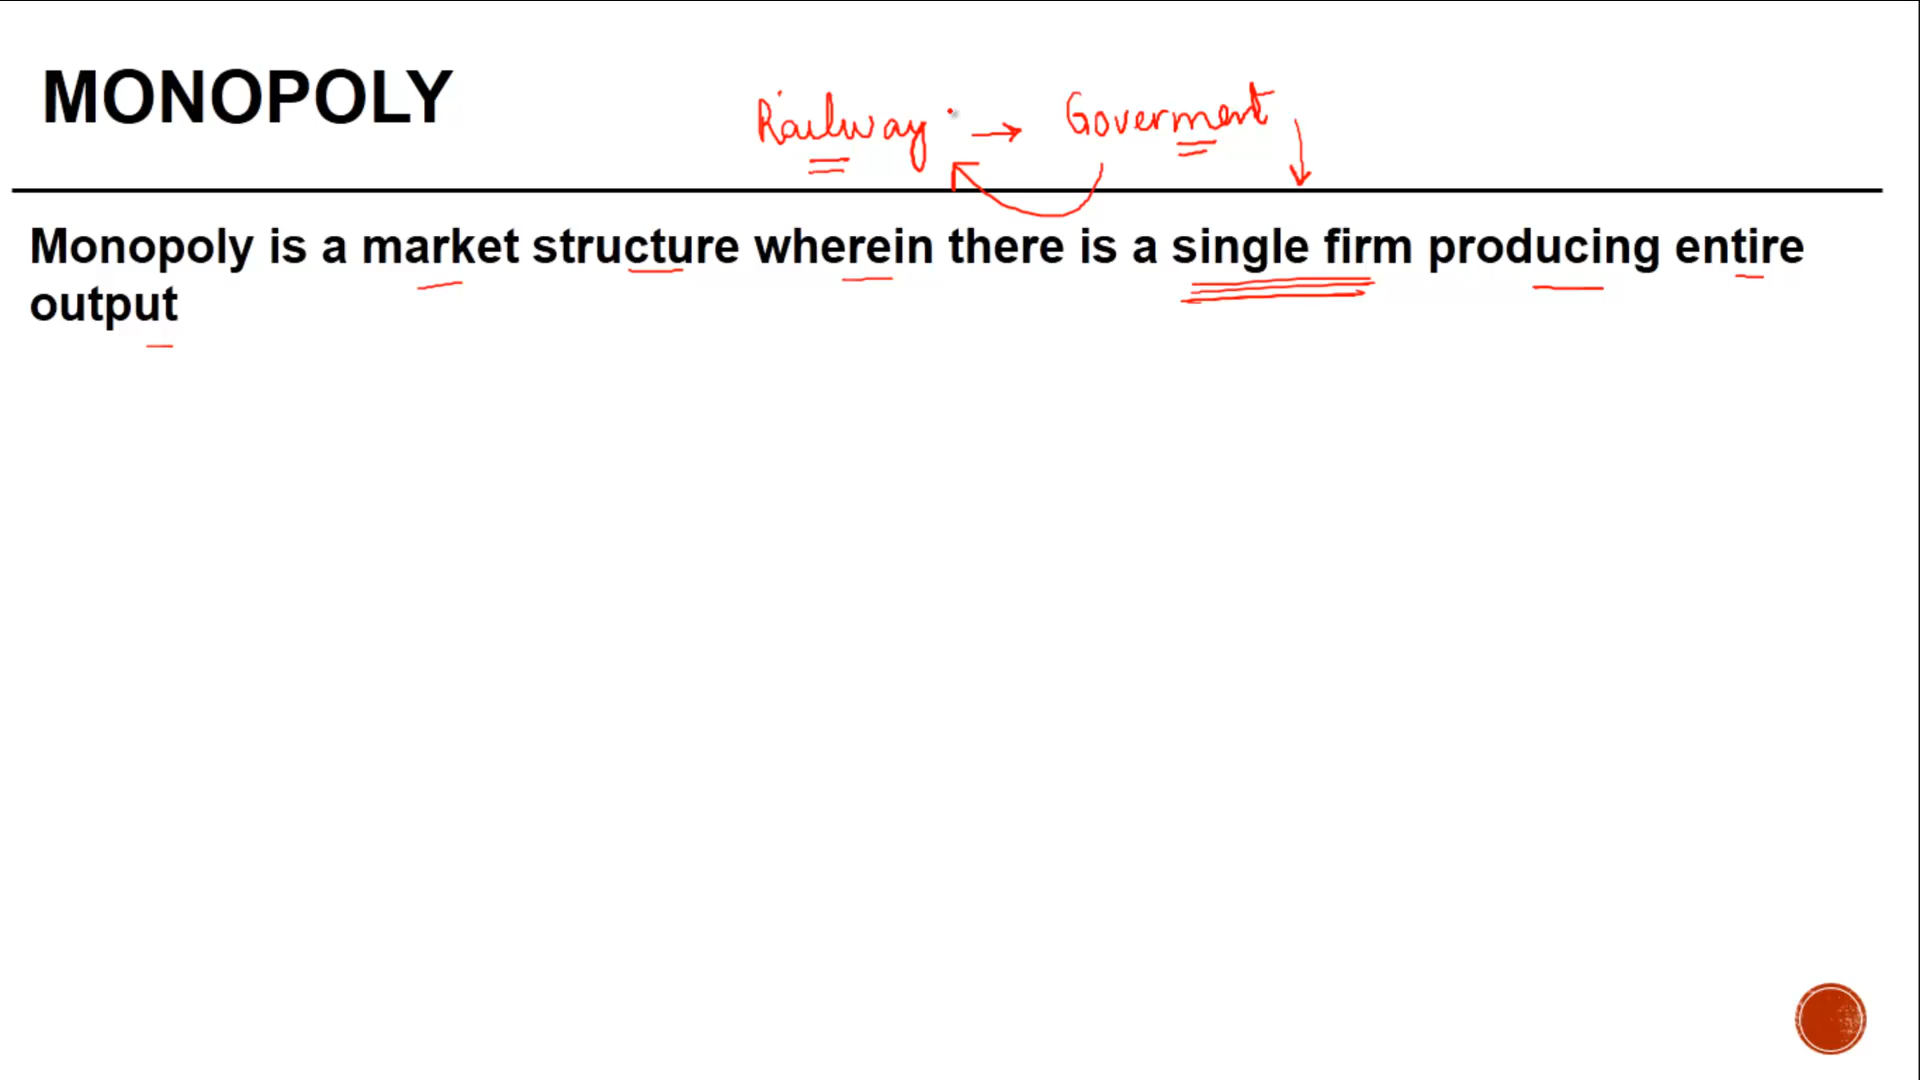 MONOPOLY
Railway → Goverment
Monopoly is a market structure wherein there is a single firm producing entire
output